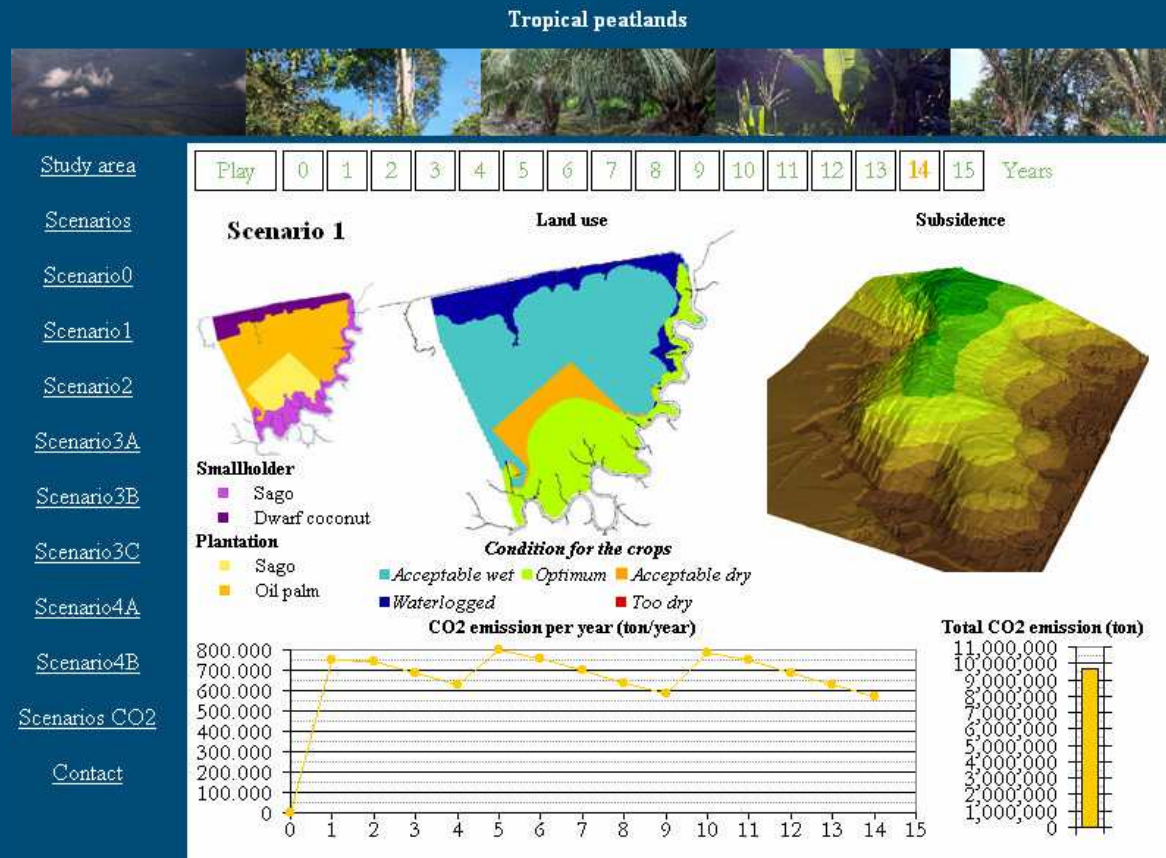 Tropical peatlands
Study area
Scenarios
Scenario0
Scenario1
Scenario2
Scenario3A
Scenario3B
Scenario3C
Scenario4A
Scenario4B
Scenarios CO2
Contact
Play 0 1 2 3 4 5 6 7 8 9 10 11 12 13 14 15 Years
Scenario 1
Land use
Subsidence
Smallholder
Sago
Dwarf coconut
Plantation
Sago
Oil palm
Condition for the crops
Acceptable wet Optimum Acceptable dry
Waterlogged Too dry
CO2 emission per year (ton/year)
800.000
700.000
600.000
500.000
400.000
300.000
200.000
100.000
0
0 1 2 3 4 5 6 7 8 9 10 11 12 13 14 15
Total CO2 emission (ton)
11,000,000
10,000,000
9,000,000
8,000,000
7,000,000
6,000,000
5,000,000
4,000,000
3,000,000
2,000,000
1,000,000
0